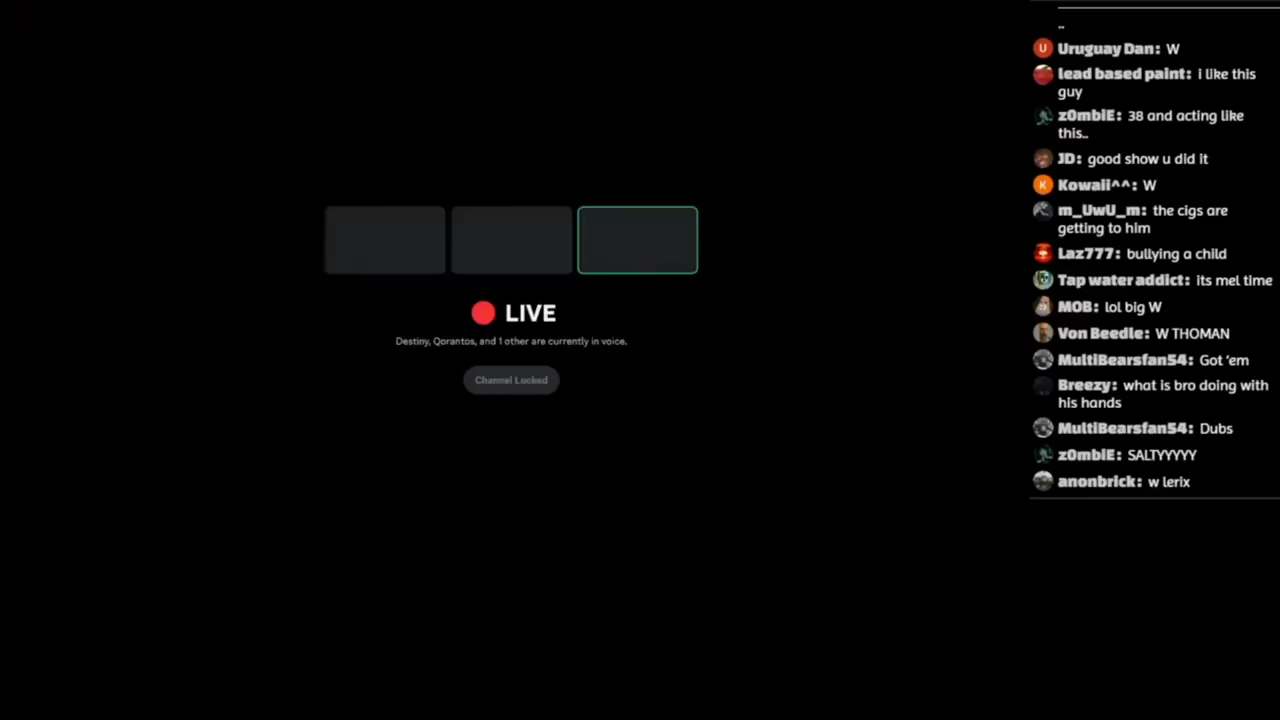 🔴 LIVE
Destiny, Qorantos, and 1 other are currently in voice.
Channel Locked
..
U Uruguay Dan: W
lead based paint: i like this
guy
z0mbiE: 38 and acting like
this..
JD: good show u did it
K Kowaii^^: W
m_UwU_m: the cigs are
getting to him
Laz777: bullying a child
Tap water addict: its mel time
MOB: lol big W
Von Beedle: W THOMAN
MultiBearsfan54: Got ‘em
Breezy: what is bro doing with
his hands
MultiBearsfan54: Dubs
z0mbiE: SALTYYYYY
anonbrick: w lerix